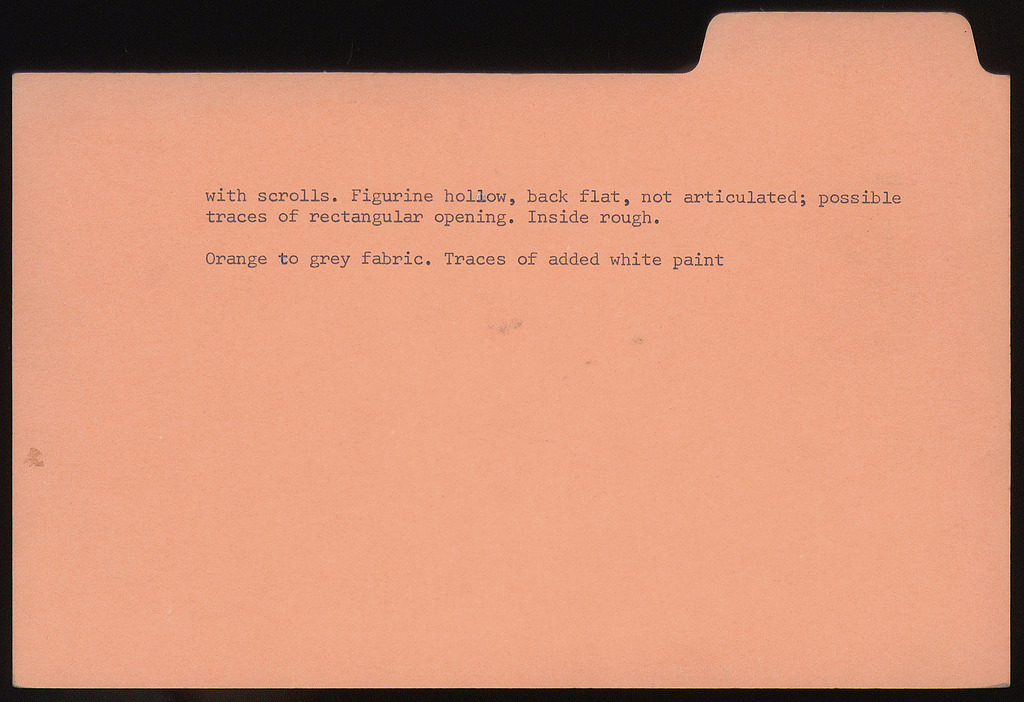 with scrolls. Figurine hollow, back flat, not articulated; possible
traces of rectangular opening. Inside rough.
Orange to grey fabric. Traces of added white paint